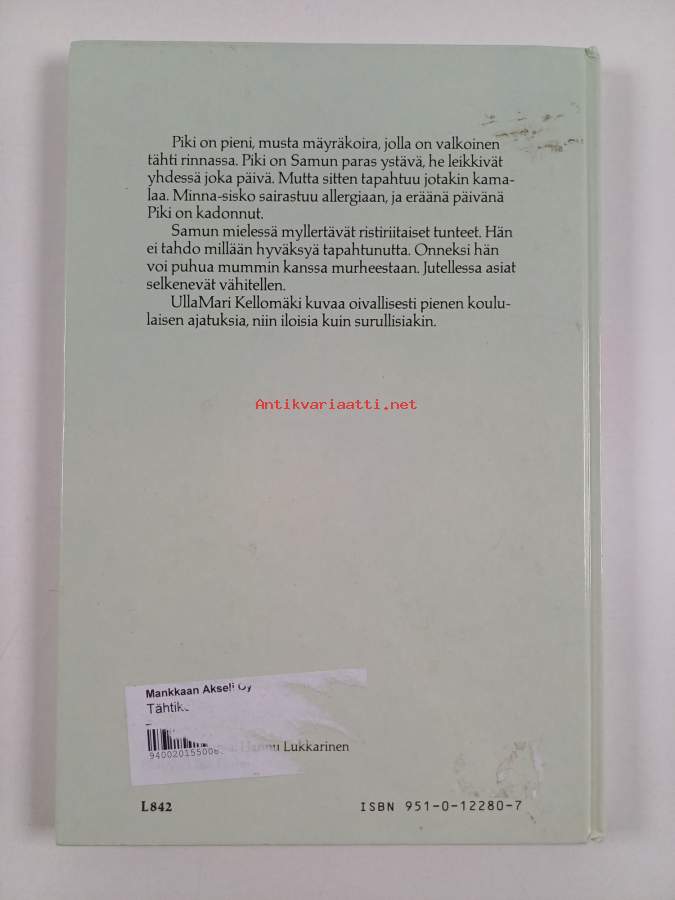 Piki on pieni, musta mäyräkoira, jolla on valkoinen
tähti rinnassa. Piki on Samun paras ystävä, he leikkivät
yhdessä joka päivä. Mutta sitten tapahtuu jotakin kama-
laa. Minna-sisko sairastuu allergiaan, ja eräänä päivänä
Piki on kadonnut.
Samun mielessä myllertävät ristiriitaiset tunteet. Hän
ei tahdo millään hyväksyä tapahtunutta. Onneksi hän
voi puhua mummin kanssa murheestaan. Jutellessa asiat
selkenevät vähitellen.
UllaMari Kellomäki kuvaa oivallisesti pienen koulu-
laisen ajatuksia, niin iloisia kuin surullisiakin.
Antikvariaatti.net
Mankkaan Akseli Oy
Hannu Lukkarinen
L842
ISBN 951-0-12280-7